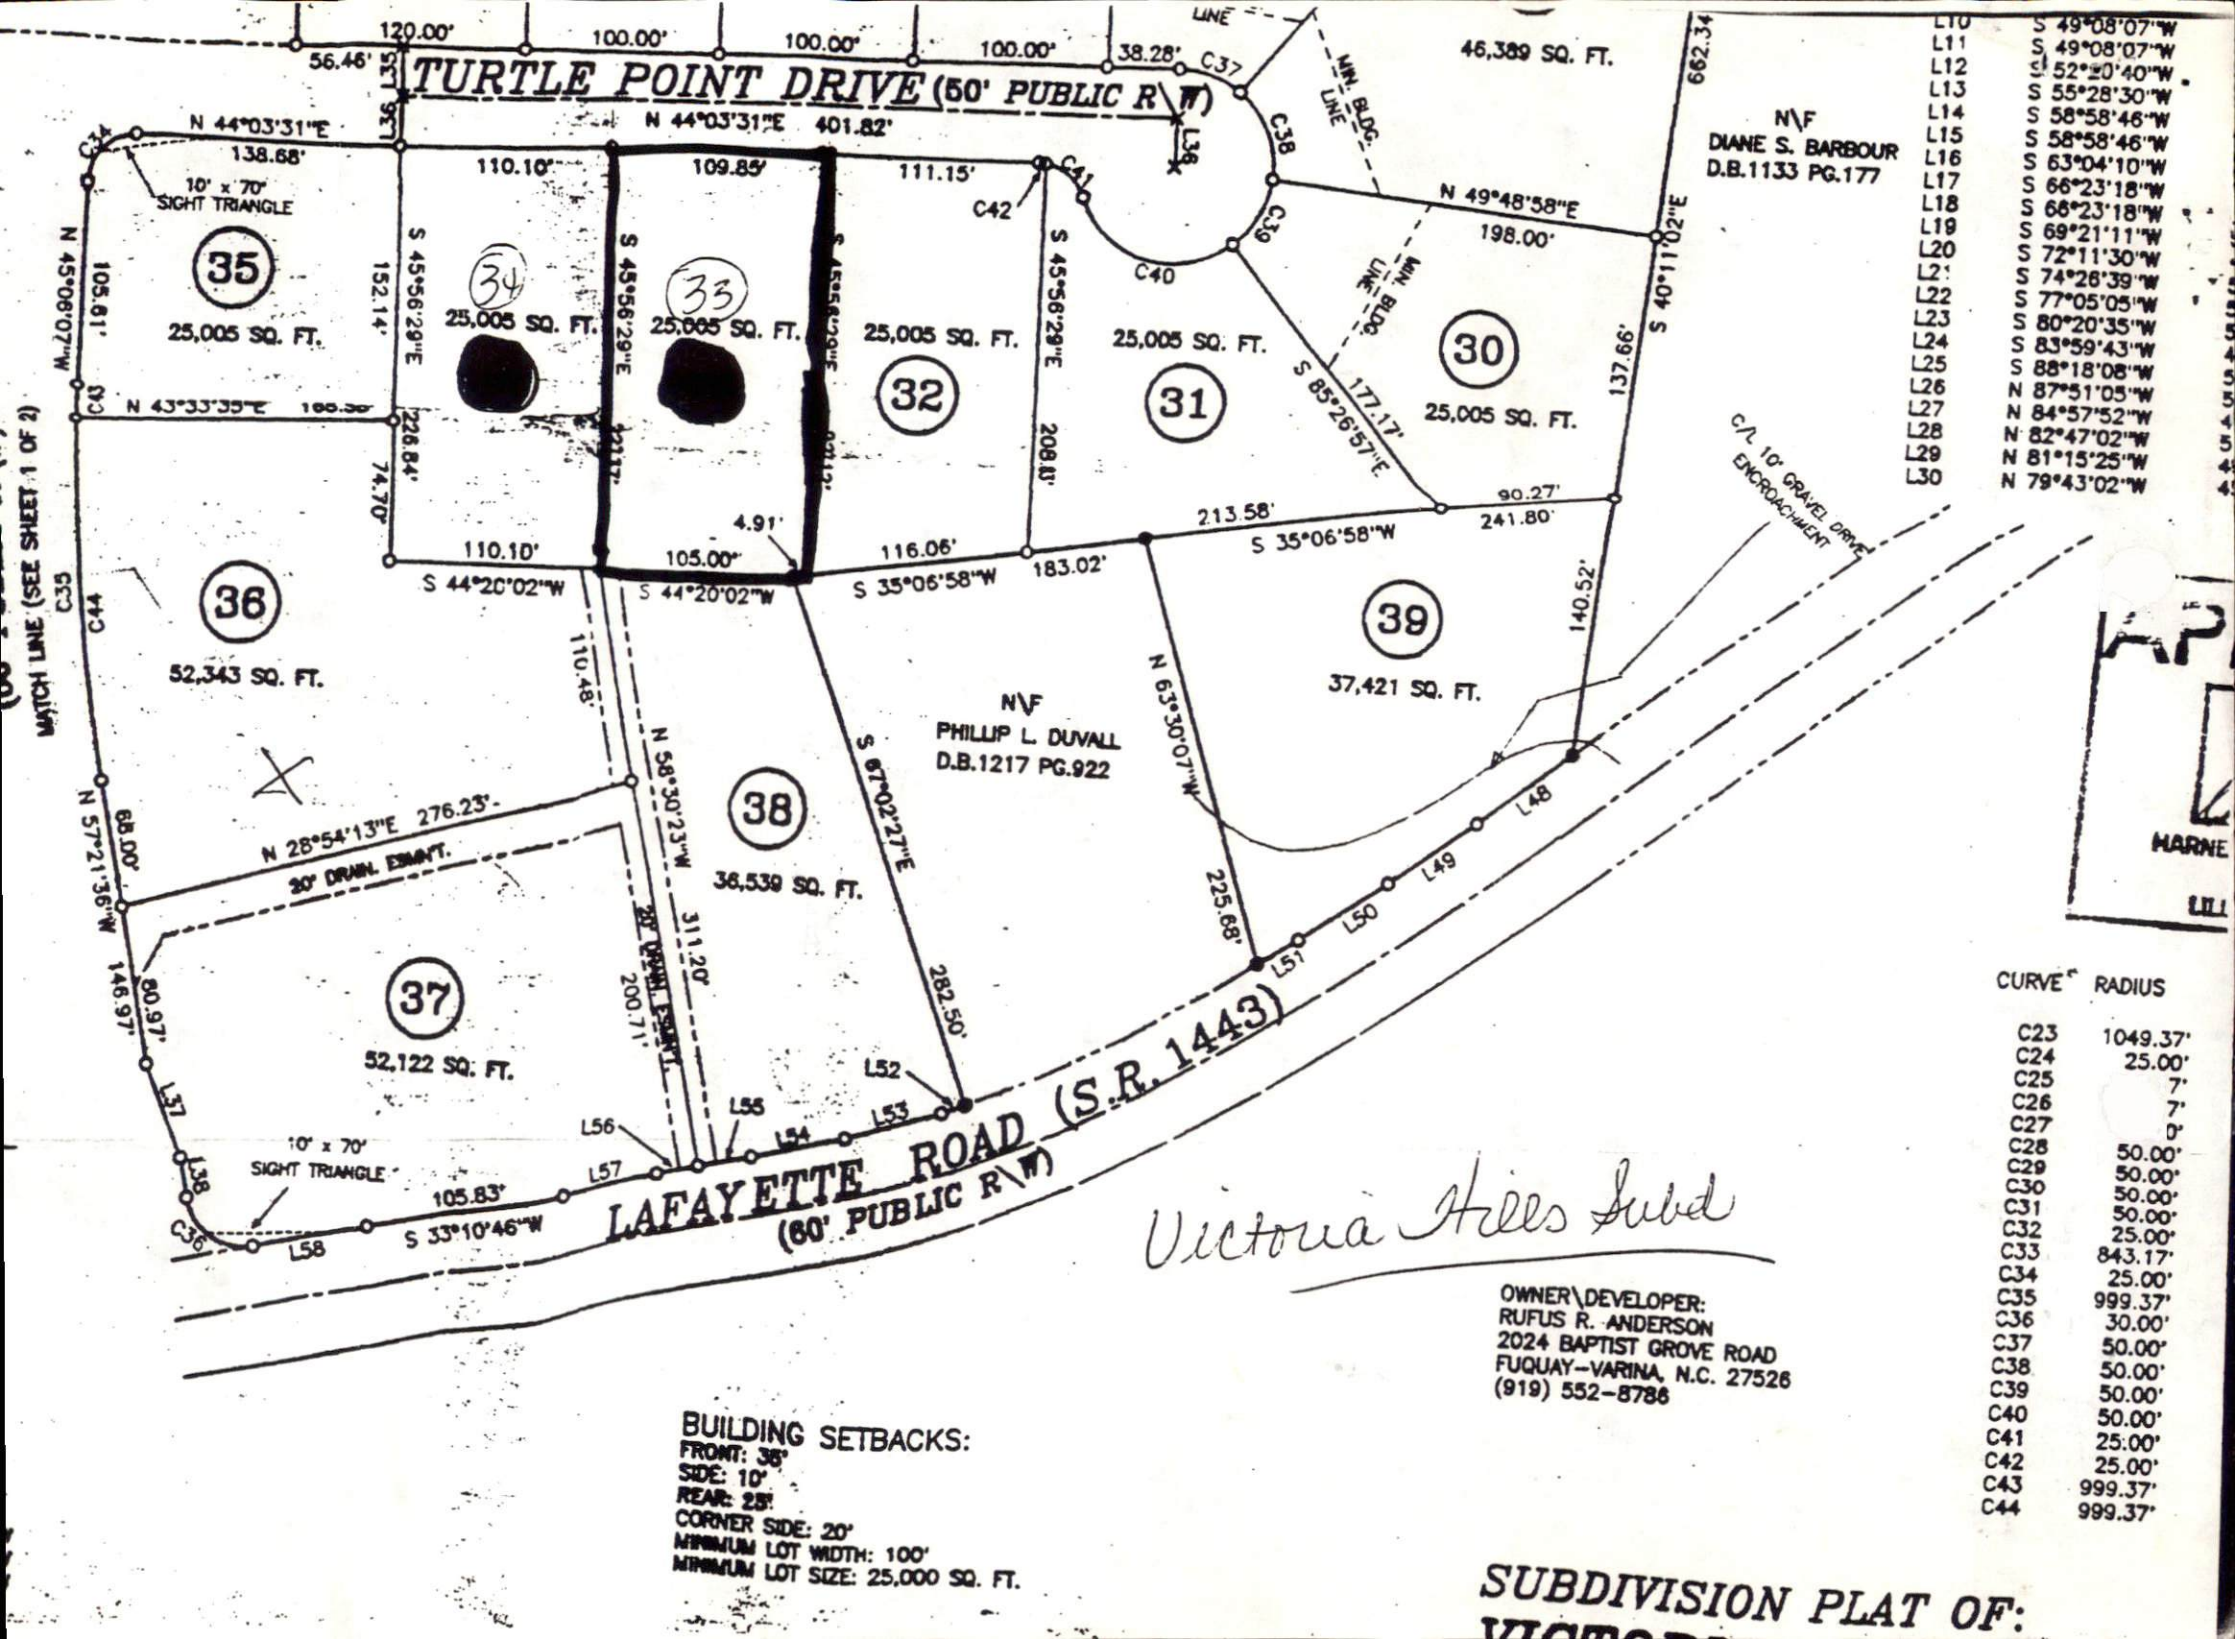 120.00'
100.00'
100.00'
100.00'
38.28'
C37
LINE
56.46'
L35
TURTLE POINT DRIVE (50' PUBLIC R\W)
N 44°03'31"E 401.82'
L36
L36
C34
N 44°03'31"E
138.68'
110.10'
109.85'
111.15'
C41
C42
C38
C39
C40
MIN. BLDG.
LINE
46,389 SQ. FT.
662.34
N\F
DIANE S. BARBOUR
D.B.1133 PG.177
10' x 70'
SIGHT TRIANGLE
35
25,005 SQ. FT.
34
25,005 SQ. FT.
33
25,005 SQ. FT.
25,005 SQ. FT.
32
25,005 SQ. FT.
31
N 49°48'58"E
198.00'
MIN. BLDG.
LINE
30
25,005 SQ. FT.
S 40°11'02"E
137.66'
N 45°06'07"W
105.61'
C43
152.14'
S 45°56'29"E
S 45°56'29"E
S 45°56'29"E
S 45°56'29"E
226.84'
74.70'
S 85°26'57"E
177.17'
N 43°33'35"E
MATCH LINE (SEE SHEET 1 OF 2)
C35
C44
4.91'
110.10'
S 44°20'02"W
105.00'
S 44°20'02"W
116.06'
S 35°06'58"W
183.02'
213.58'
S 35°06'58"W
90.27'
241.80'
C/L 10' GRAVEL DRIVE
ENCROACHMENT
36
52,343 SQ. FT.
110.48'
N 58°30'23"W
311.20'
38
36,539 SQ. FT.
S 67°02'27"E
282.50'
N\F
PHILLIP L. DUVALL
D.B.1217 PG.922
N 63°30'07"W
225.68'
39
37,421 SQ. FT.
140.52'
N 57°21'36"W
68.00'
N 28°54'13"E 276.23'
20' DRAIN. ESMN'T.
146.97'
80.97'
37
52,122 SQ. FT.
20' DRAIN. ESMN'T.
200.71'
L37
L38
C36
10' x 70'
SIGHT TRIANGLE
L58
105.83'
S 33°10'46"W
L57
L56
L55
L54
L53
L52
L51
L50
L49
L48
LAFAYETTE ROAD (S.R. 1443)
(60' PUBLIC R\W)
Victoria Hills Subd
OWNER\DEVELOPER:
RUFUS R. ANDERSON
2024 BAPTIST GROVE ROAD
FUQUAY-VARINA, N.C. 27526
(919) 552-8786
BUILDING SETBACKS:
FRONT: 35'
SIDE: 10'
REAR: 25'
CORNER SIDE: 20'
MINIMUM LOT WIDTH: 100'
MINIMUM LOT SIZE: 25,000 SQ. FT.
L10 S 49°08'07"W
L11 S 49°08'07"W
L12 S 52°20'40"W
L13 S 55°28'30"W
L14 S 58°58'46"W
L15 S 58°58'46"W
L16 S 63°04'10"W
L17 S 66°23'18"W
L18 S 66°23'18"W
L19 S 69°21'11"W
L20 S 72°11'30"W
L21 S 74°26'39"W
L22 S 77°05'05"W
L23 S 80°20'35"W
L24 S 83°59'43"W
L25 S 88°18'08"W
L26 N 87°51'05"W
L27 N 84°57'52"W
L28 N 82°47'02"W
L29 N 81°15'25"W
L30 N 79°43'02"W
HARNE
LILL
CURVE RADIUS
C23 1049.37'
C24 25.00'
C25 7'
C26 7'
C27 0'
C28 50.00'
C29 50.00'
C30 50.00'
C31 50.00'
C32 25.00'
C33 843.17'
C34 25.00'
C35 999.37'
C36 30.00'
C37 50.00'
C38 50.00'
C39 50.00'
C40 50.00'
C41 25.00'
C42 25.00'
C43 999.37'
C44 999.37'
SUBDIVISION PLAT OF: